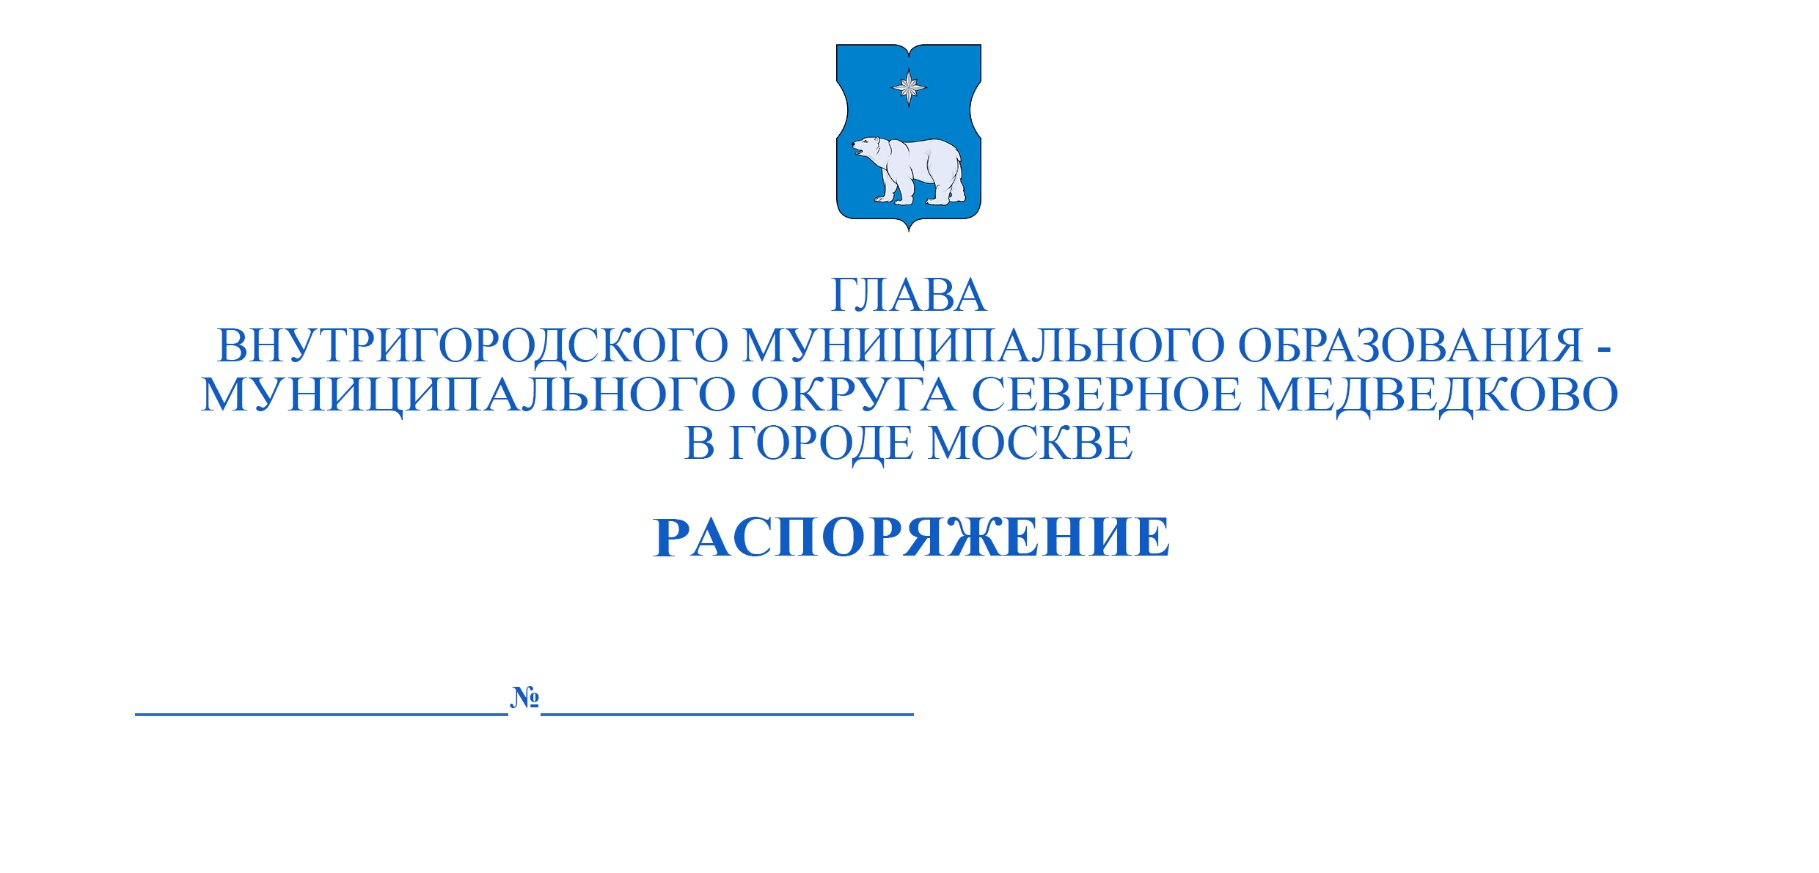 ГЛАВА
ВНУТРИГОРОДСКОГО МУНИЦИПАЛЬНОГО ОБРАЗОВАНИЯ -
МУНИЦИПАЛЬНОГО ОКРУГА СЕВЕРНОЕ МЕДВЕДКОВО
В ГОРОДЕ МОСКВЕ
РАСПОРЯЖЕНИЕ
№